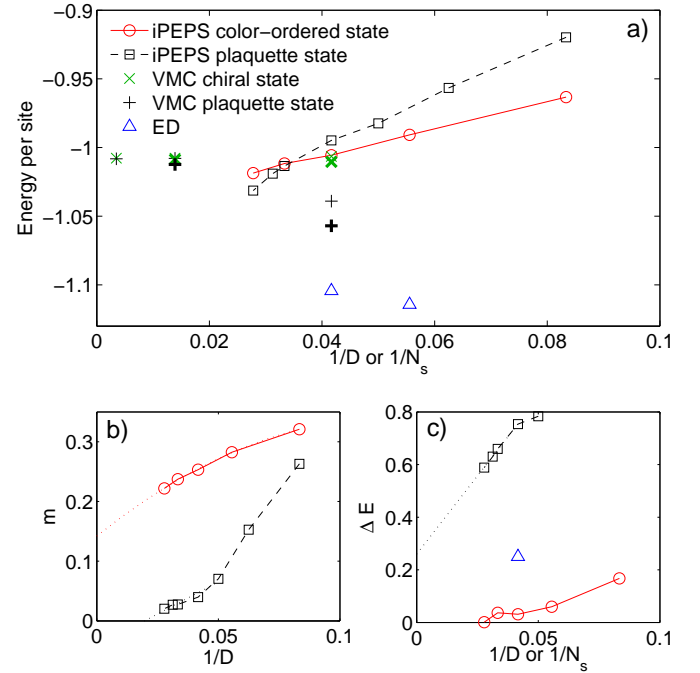 −0.9
−0.95
−1
−1.05
−1.1
Energy per site
iPEPS color−ordered state
iPEPS plaquette state
VMC chiral state
VMC plaquette state
ED
a)
0
0.02
0.04
0.06
0.08
0.1
1/D or 1/N_s
b)
0.3
0.2
0.1
0
m
0
0.05
0.1
1/D
c)
0.8
0.6
0.4
0.2
0
Δ E
0
0.05
0.1
1/D or 1/N_s